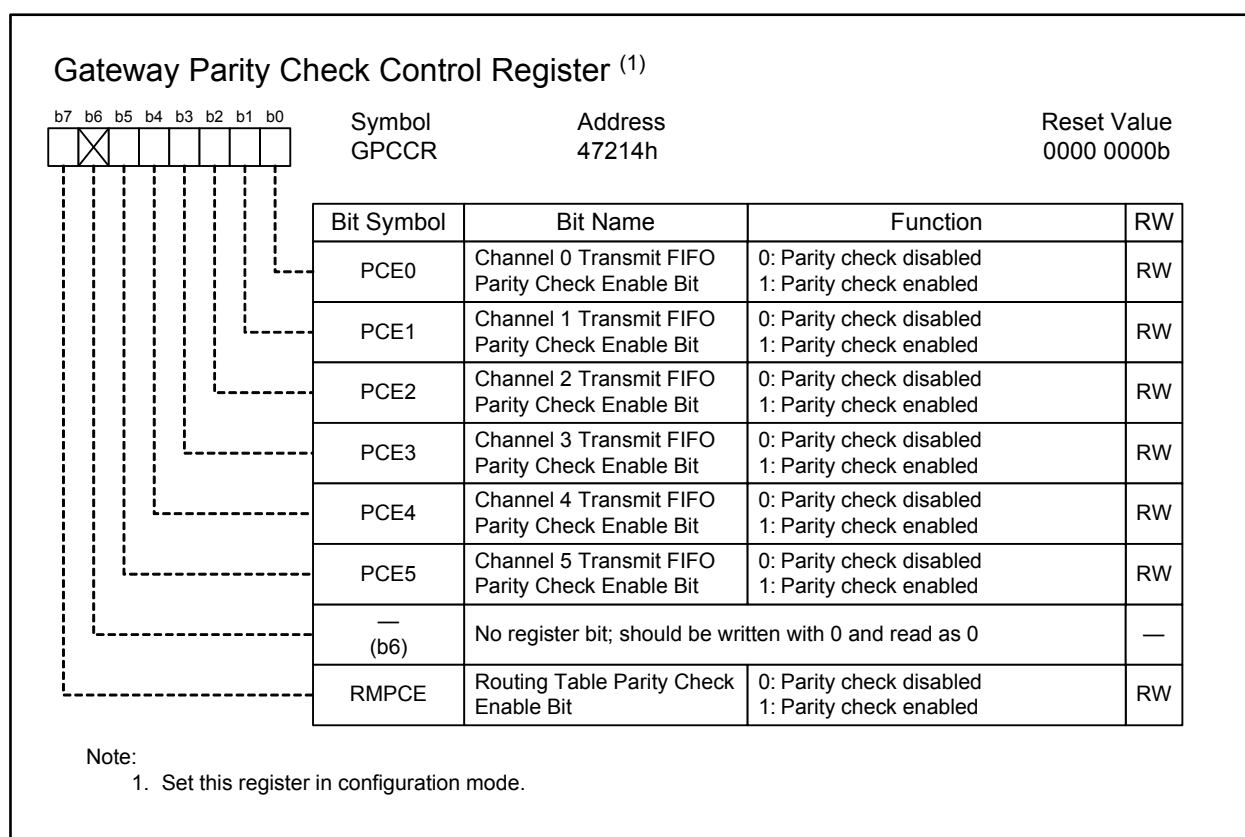 Gateway Parity Check Control Register (1)
b7 b6 b5 b4 b3 b2 b1 b0
Symbol Address Reset Value
GPCCR 47214h 0000 0000b
Bit Symbol Bit Name Function RW
PCE0 Channel 0 Transmit FIFO Parity Check Enable Bit 0: Parity check disabled 1: Parity check enabled RW
PCE1 Channel 1 Transmit FIFO Parity Check Enable Bit 0: Parity check disabled 1: Parity check enabled RW
PCE2 Channel 2 Transmit FIFO Parity Check Enable Bit 0: Parity check disabled 1: Parity check enabled RW
PCE3 Channel 3 Transmit FIFO Parity Check Enable Bit 0: Parity check disabled 1: Parity check enabled RW
PCE4 Channel 4 Transmit FIFO Parity Check Enable Bit 0: Parity check disabled 1: Parity check enabled RW
PCE5 Channel 5 Transmit FIFO Parity Check Enable Bit 0: Parity check disabled 1: Parity check enabled RW
— (b6) No register bit; should be written with 0 and read as 0 —
RMPCE Routing Table Parity Check Enable Bit 0: Parity check disabled 1: Parity check enabled RW
Note:
1. Set this register in configuration mode.